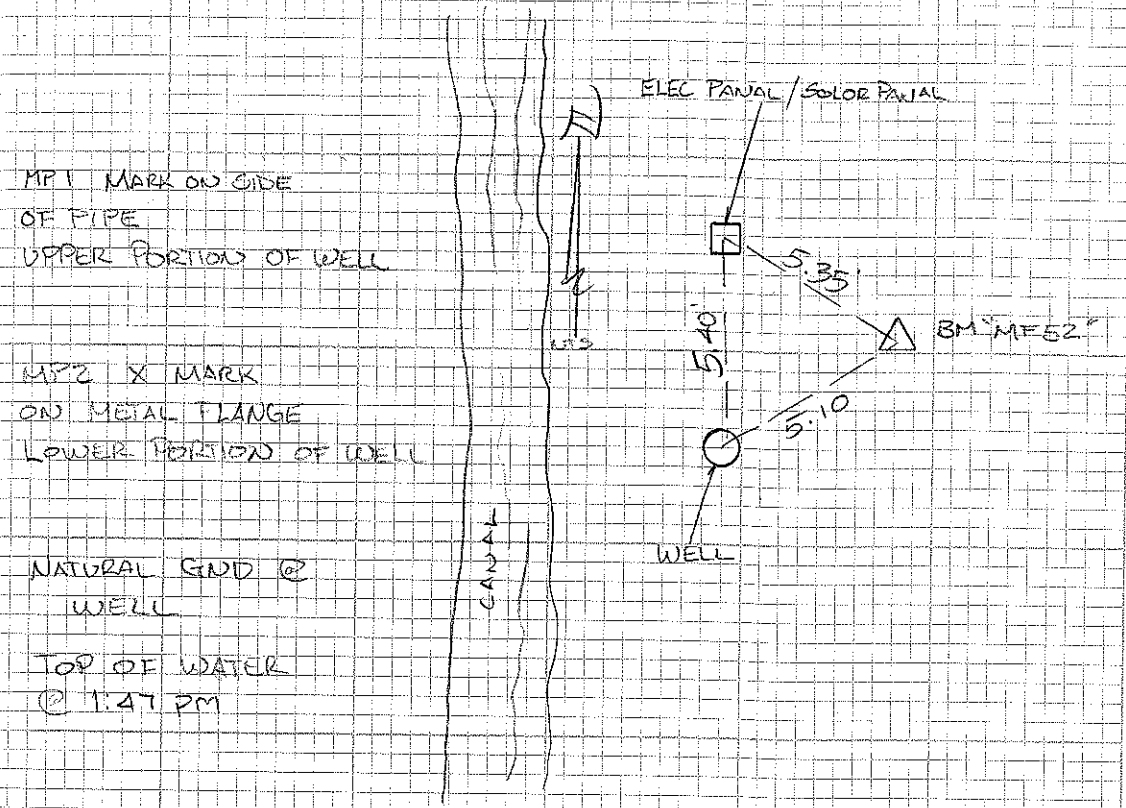 MP1 MARK ON SIDE
OF PIPE
UPPER PORTION OF WELL
MP2 X MARK
ON METAL FLANGE
LOWER PORTION OF WELL
NATURAL GND @
WELL
TOP OF WATER
@ 1:47 PM
CANAL
N
NTS
ELEC PANAL / SOLOR PANAL
5.35'
5.40'
BM "MF52"
5.10
WELL